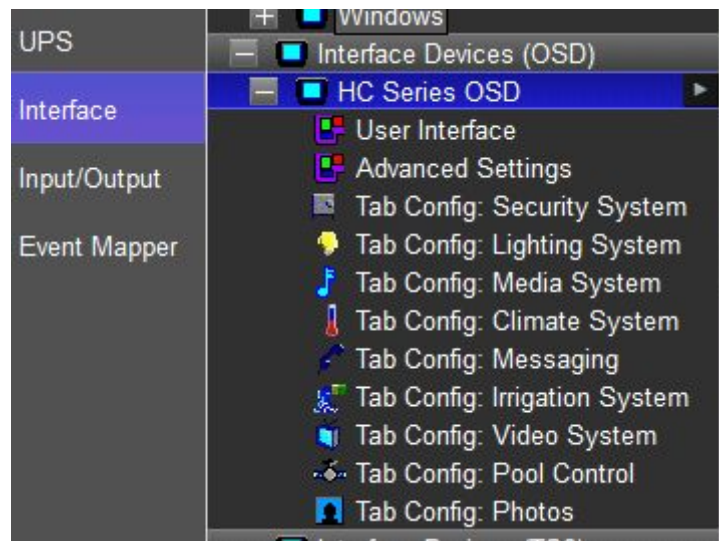 UPS
Interface
Input/Output
Event Mapper
Windows
Interface Devices (OSD)
HC Series OSD
User Interface
Advanced Settings
Tab Config: Security System
Tab Config: Lighting System
Tab Config: Media System
Tab Config: Climate System
Tab Config: Messaging
Tab Config: Irrigation System
Tab Config: Video System
Tab Config: Pool Control
Tab Config: Photos